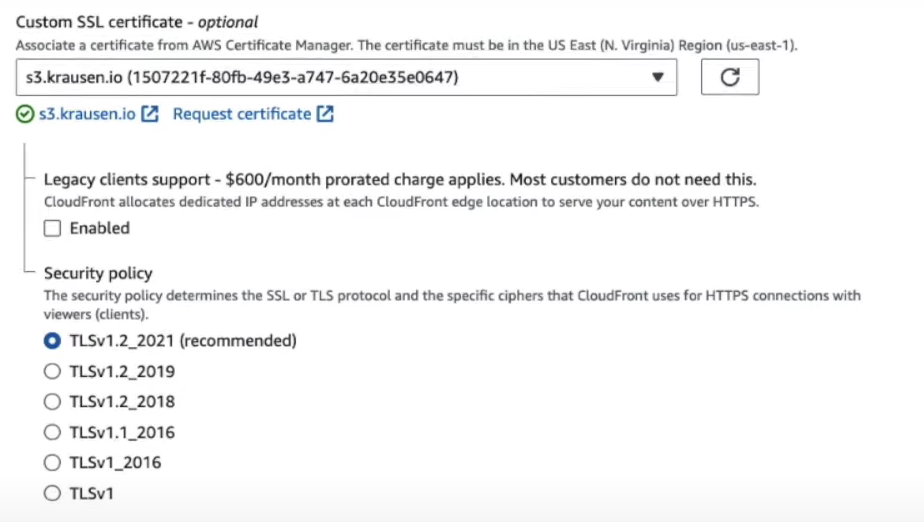 Custom SSL certificate - optional
Associate a certificate from AWS Certificate Manager. The certificate must be in the US East (N. Virginia) Region (us-east-1).
s3.krausen.io (1507221f-80fb-49e3-a747-6a20e35e0647)
s3.krausen.io Request certificate
Legacy clients support - $600/month prorated charge applies. Most customers do not need this.
CloudFront allocates dedicated IP addresses at each CloudFront edge location to serve your content over HTTPS.
Enabled
Security policy
The security policy determines the SSL or TLS protocol and the specific ciphers that CloudFront uses for HTTPS connections with
viewers (clients).
TLSv1.2_2021 (recommended)
TLSv1.2_2019
TLSv1.2_2018
TLSv1.1_2016
TLSv1_2016
TLSv1